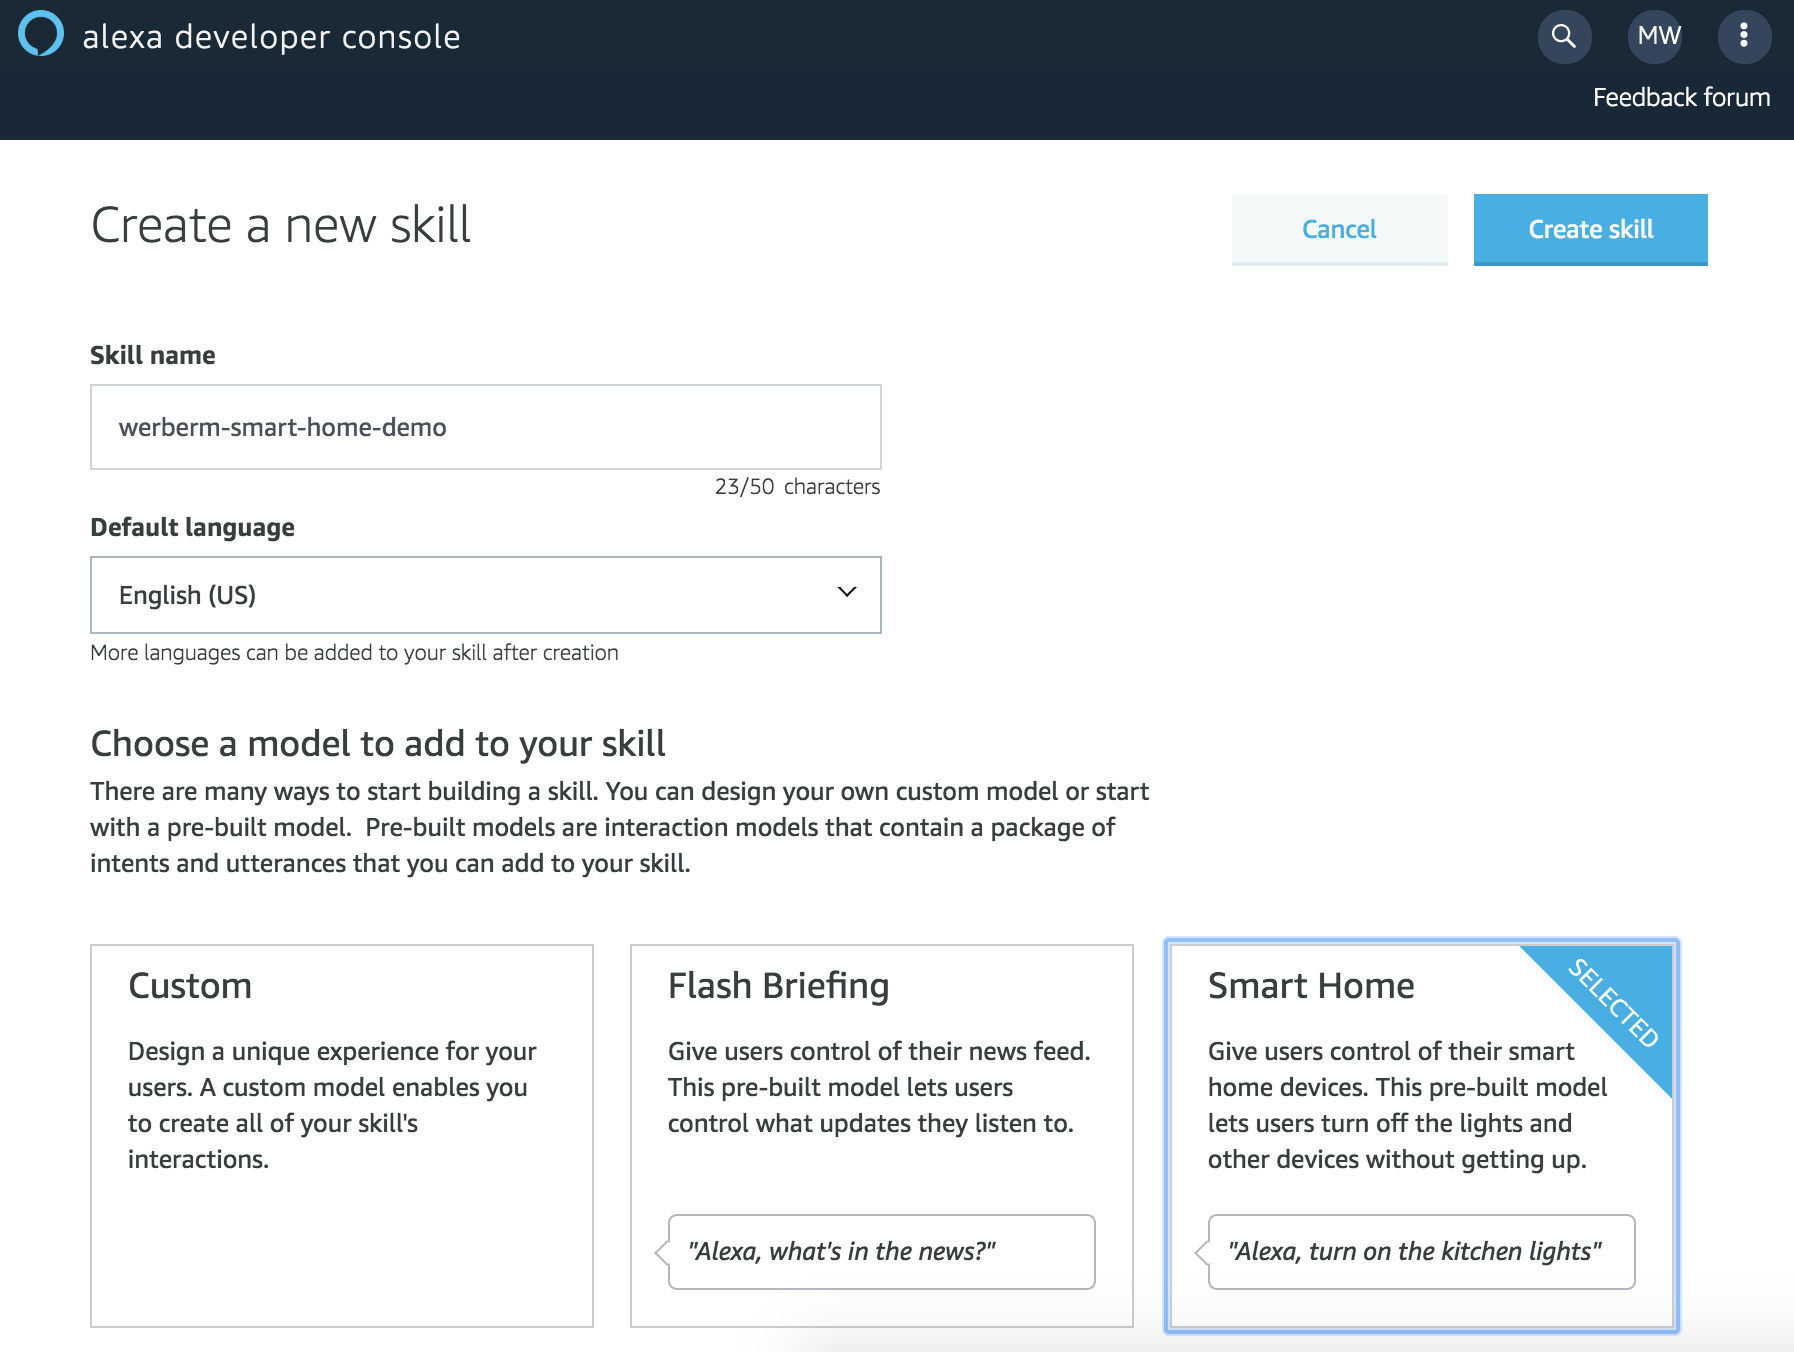 alexa developer console
MW
Feedback forum
Create a new skill
Cancel
Create skill
Skill name
werberm-smart-home-demo
23/50 characters
Default language
English (US)
More languages can be added to your skill after creation
Choose a model to add to your skill
There are many ways to start building a skill. You can design your own custom model or start
with a pre-built model.  Pre-built models are interaction models that contain a package of
intents and utterances that you can add to your skill.
Custom
Design a unique experience for your
users. A custom model enables you
to create all of your skill's
interactions.
Flash Briefing
Give users control of their news feed.
This pre-built model lets users
control what updates they listen to.
"Alexa, what's in the news?"
Smart Home
SELECTED
Give users control of their smart
home devices. This pre-built model
lets users turn off the lights and
other devices without getting up.
"Alexa, turn on the kitchen lights"